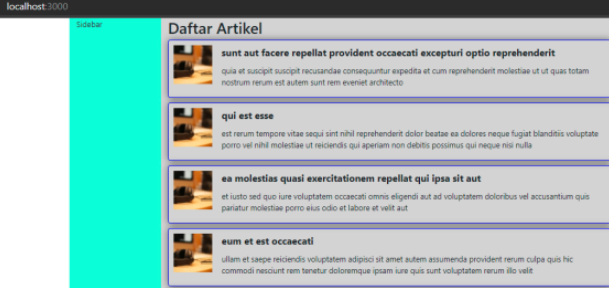 localhost:3000
Sidebar
Daftar Artikel
sunt aut facere repellat provident occaecati excepturi optio reprehenderit
quia et suscipit suscipit recusandae consequuntur expedita et cum reprehenderit molestiae ut ut quas totam
nostrum rerum est autem sunt rem eveniet architecto
qui est esse
est rerum tempore vitae sequi sint nihil reprehenderit dolor beatae ea dolores neque fugiat blanditiis voluptate
porro vel nihil molestiae ut reiciendis qui aperiam non debitis possimus qui neque nisi nulla
ea molestias quasi exercitationem repellat qui ipsa sit aut
et iusto sed quo iure voluptatem occaecati omnis eligendi aut ad voluptatem doloribus vel accusantium quis
pariatur molestiae porro eius odio et labore et velit aut
eum et est occaecati
ullam et saepe reiciendis voluptatem adipisci sit amet autem assumenda provident rerum culpa quis hic
commodi nesciunt rem tenetur doloremque ipsam iure quis sunt voluptatem rerum illo velit